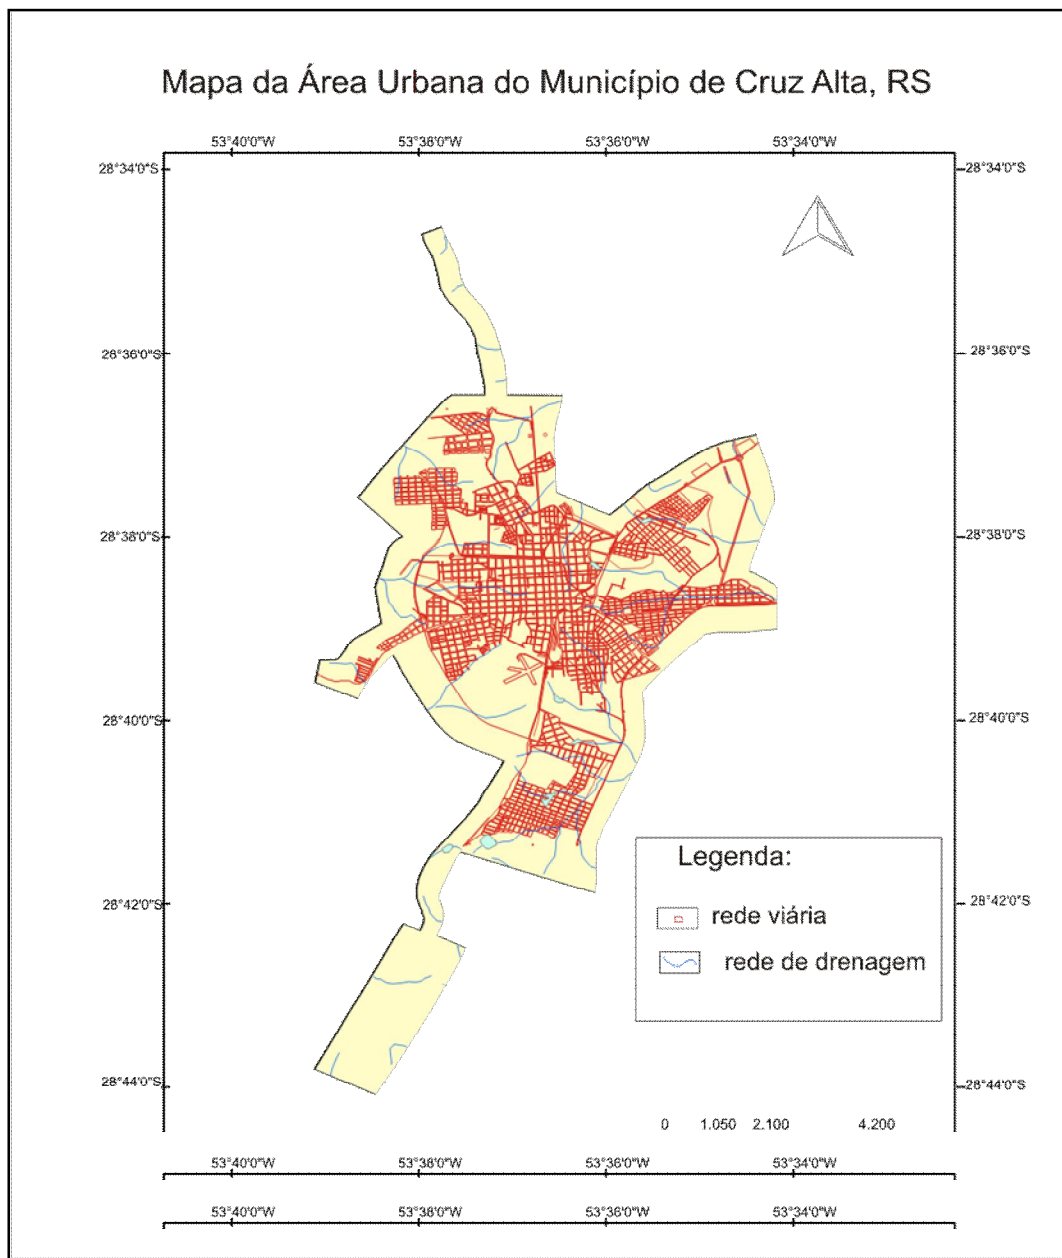 Mapa da Área Urbana do Município de Cruz Alta, RS
53°40'0"W 53°38'0"W 53°36'0"W 53°34'0"W
28°34'0"S 28°34'0"S
28°36'0"S 28°36'0"S
28°38'0"S 28°38'0"S
28°40'0"S 28°40'0"S
Legenda:
28°42'0"S 28°42'0"S
rede viária
rede de drenagem
28°44'0"S 28°44'0"S
0 1.050 2.100 4.200
53°40'0"W 53°38'0"W 53°36'0"W 53°34'0"W
53°40'0"W 53°38'0"W 53°36'0"W 53°34'0"W